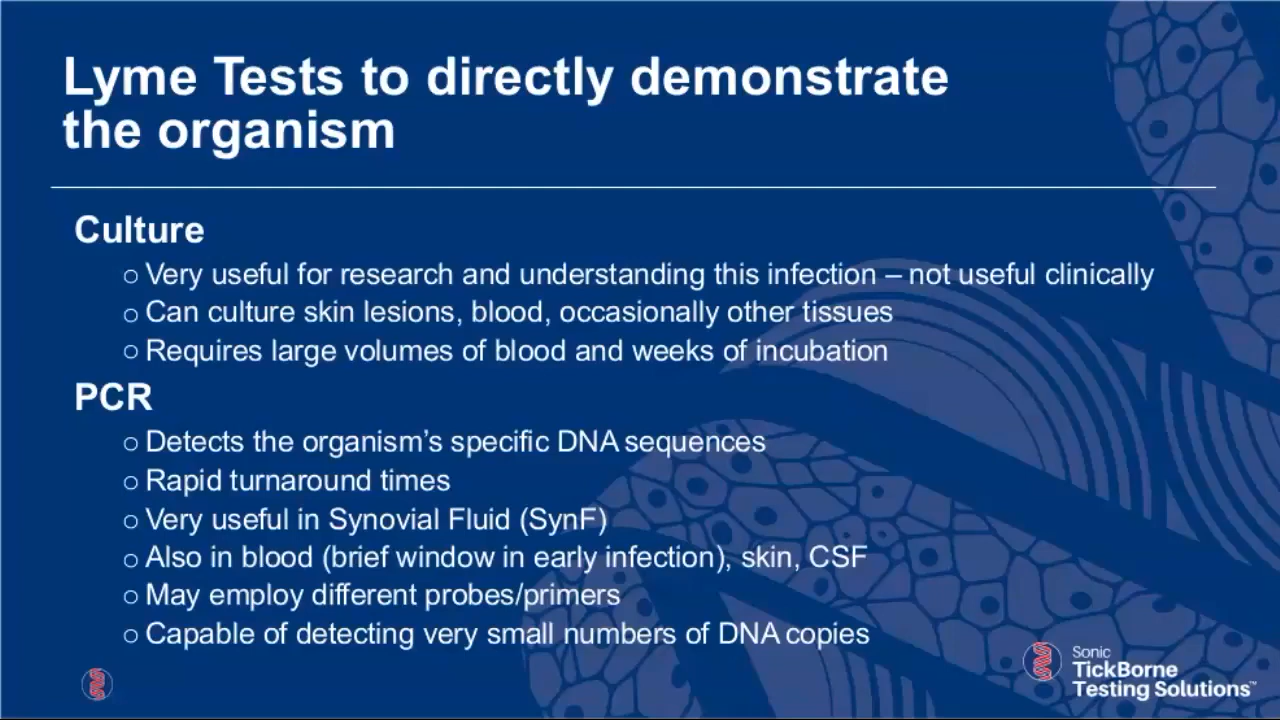 Lyme Tests to directly demonstrate
the organism
Culture
○ Very useful for research and understanding this infection – not useful clinically
○ Can culture skin lesions, blood, occasionally other tissues
○ Requires large volumes of blood and weeks of incubation
PCR
○ Detects the organism’s specific DNA sequences
○ Rapid turnaround times
○ Very useful in Synovial Fluid (SynF)
○ Also in blood (brief window in early infection), skin, CSF
○ May employ different probes/primers
○ Capable of detecting very small numbers of DNA copies
Sonic
TickBorne
Testing Solutions™